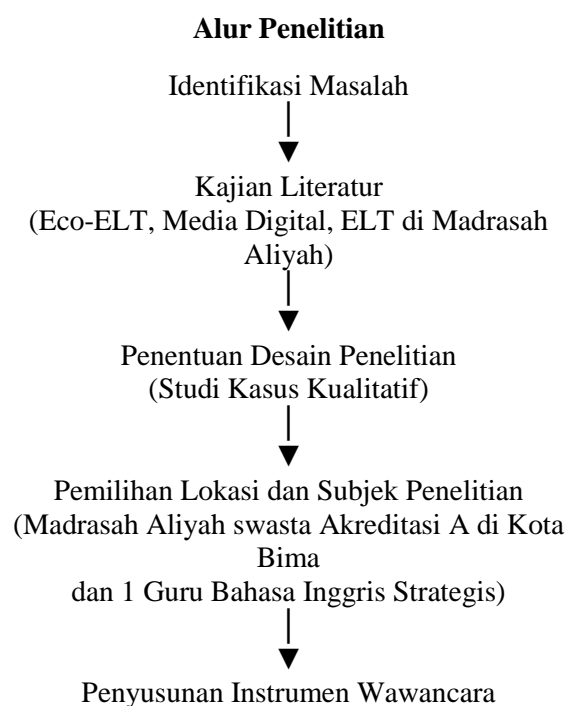 Alur Penelitian
Identifikasi Masalah
Kajian Literatur
(Eco-ELT, Media Digital, ELT di Madrasah
Aliyah)
Penentuan Desain Penelitian
(Studi Kasus Kualitatif)
Pemilihan Lokasi dan Subjek Penelitian
(Madrasah Aliyah swasta Akreditasi A di Kota
Bima
dan 1 Guru Bahasa Inggris Strategis)
Penyusunan Instrumen Wawancara